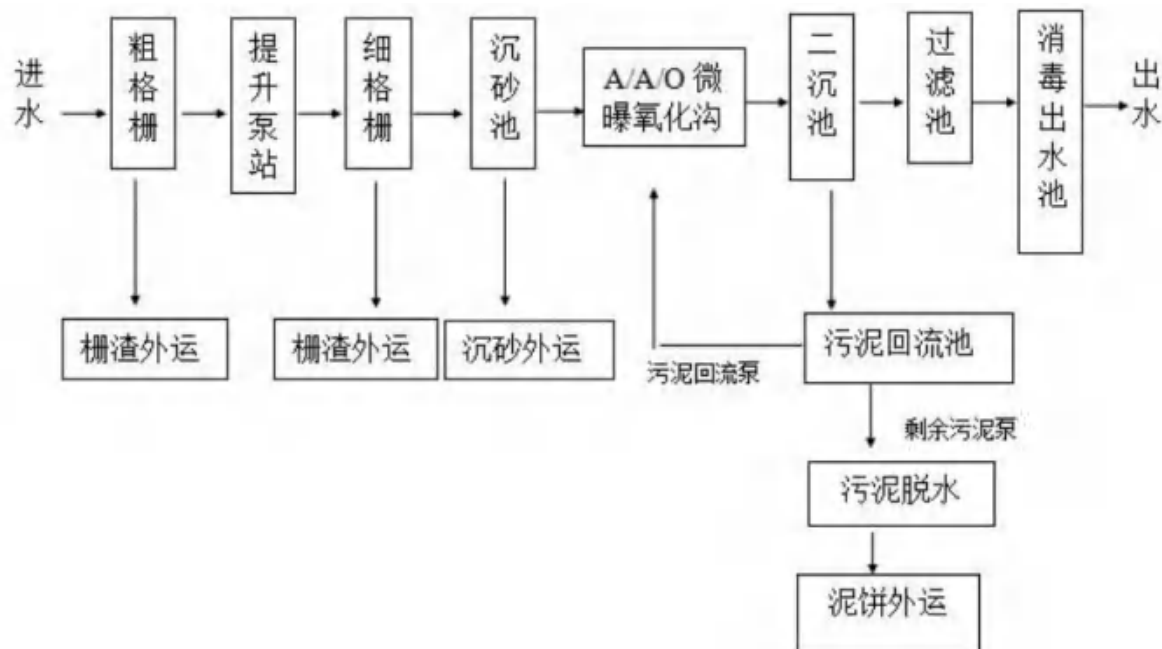 进水
粗格栅
提升泵站
细格栅
沉砂池
A/A/O 微
曝氧化沟
二沉池
过滤池
消毒出水池
出水
栅渣外运
栅渣外运
沉砂外运
污泥回流泵
污泥回流池
剩余污泥泵
污泥脱水
泥饼外运